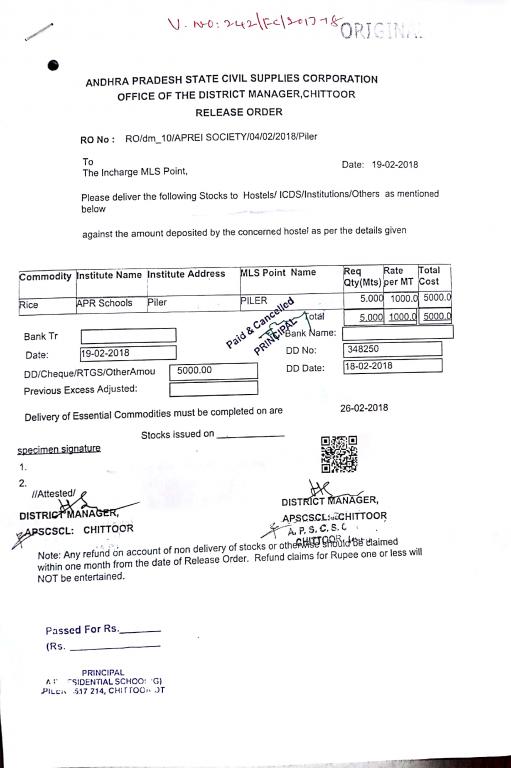 V. NO: 242/FC/2017-18 ORIGINAL
ANDHRA PRADESH STATE CIVIL SUPPLIES CORPORATION
OFFICE OF THE DISTRICT MANAGER,CHITTOOR
RELEASE ORDER
RO No : RO/dm_10/APREI SOCIETY/04/02/2018/Piler
To
The Incharge MLS Point,
Date: 19-02-2018
Please deliver the following Stocks to Hostels/ ICDS/Institutions/Others as mentioned
below
against the amount deposited by the concerned hostel as per the details given
Commodity Institute Name Institute Address MLS Point Name Req Qty(Mts) Rate per MT Total Cost
Rice APR Schools Piler PILER 5.000 1000.0 5000.0
Total 5.000 1000.0 5000.0
Paid & Cancelled
PRINCIPAL
Bank Tr Bank Name:
Date: 19-02-2018 DD No: 348250
DD/Cheque/RTGS/OtherAmou 5000.00 DD Date: 18-02-2018
Previous Excess Adjusted:
Delivery of Essential Commodities must be completed on are 26-02-2018
Stocks issued on
specimen signature
1.
2.
//Attested/
DISTRICT MANAGER,
APSCSCL: CHITTOOR
DISTRICT MANAGER,
APSCSCL: CHITTOOR
A. P. S. C. S. C
CHITTOOR
Note: Any refund on account of non delivery of stocks or otherwise should be claimed
within one month from the date of Release Order. Refund claims for Rupee one or less will
NOT be entertained.
Passed For Rs.
(Rs.
PRINCIPAL
517 214, CHITTOOR DT